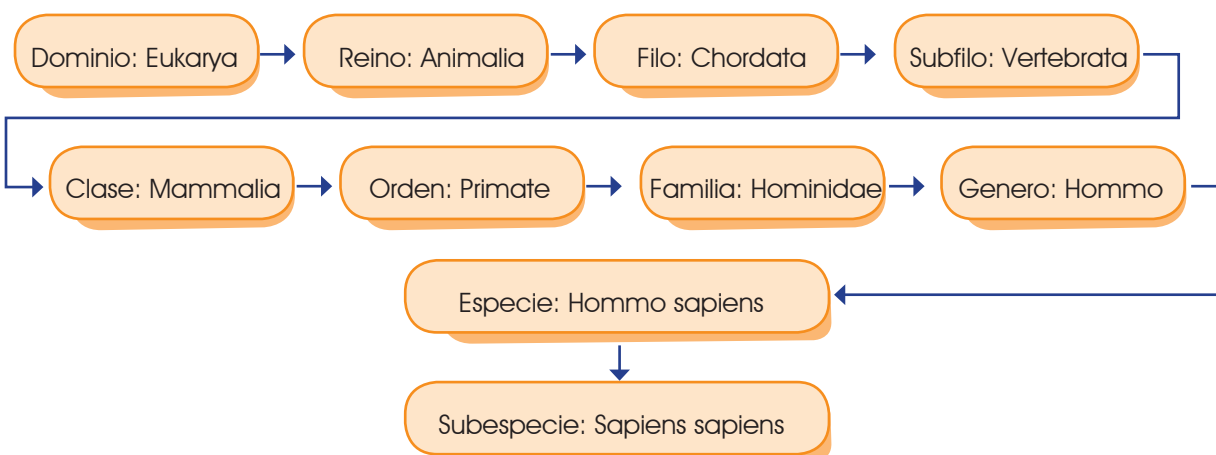 Dominio: Eukarya
Reino: Animalia
Filo: Chordata
Subfilo: Vertebrata
Clase: Mammalia
Orden: Primate
Familia: Hominidae
Genero: Hommo
Especie: Hommo sapiens
Subespecie: Sapiens sapiens